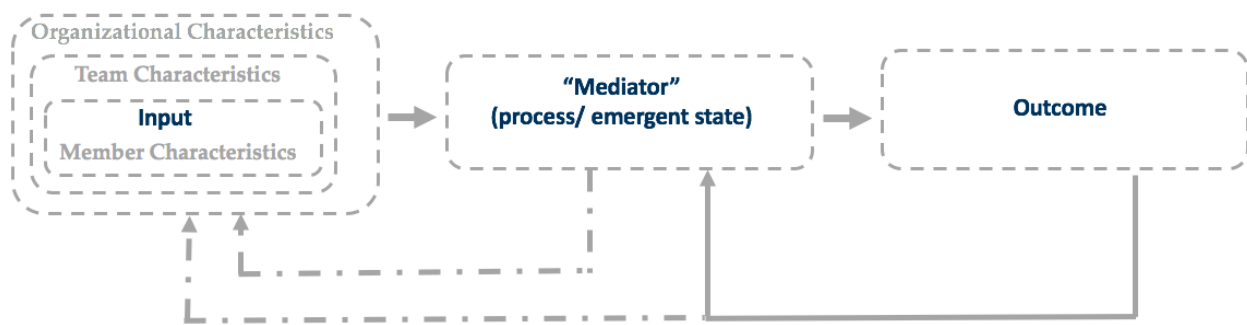 Organizational Characteristics
Team Characteristics
Input
Member Characteristics
“Mediator”
(process/ emergent state)
Outcome